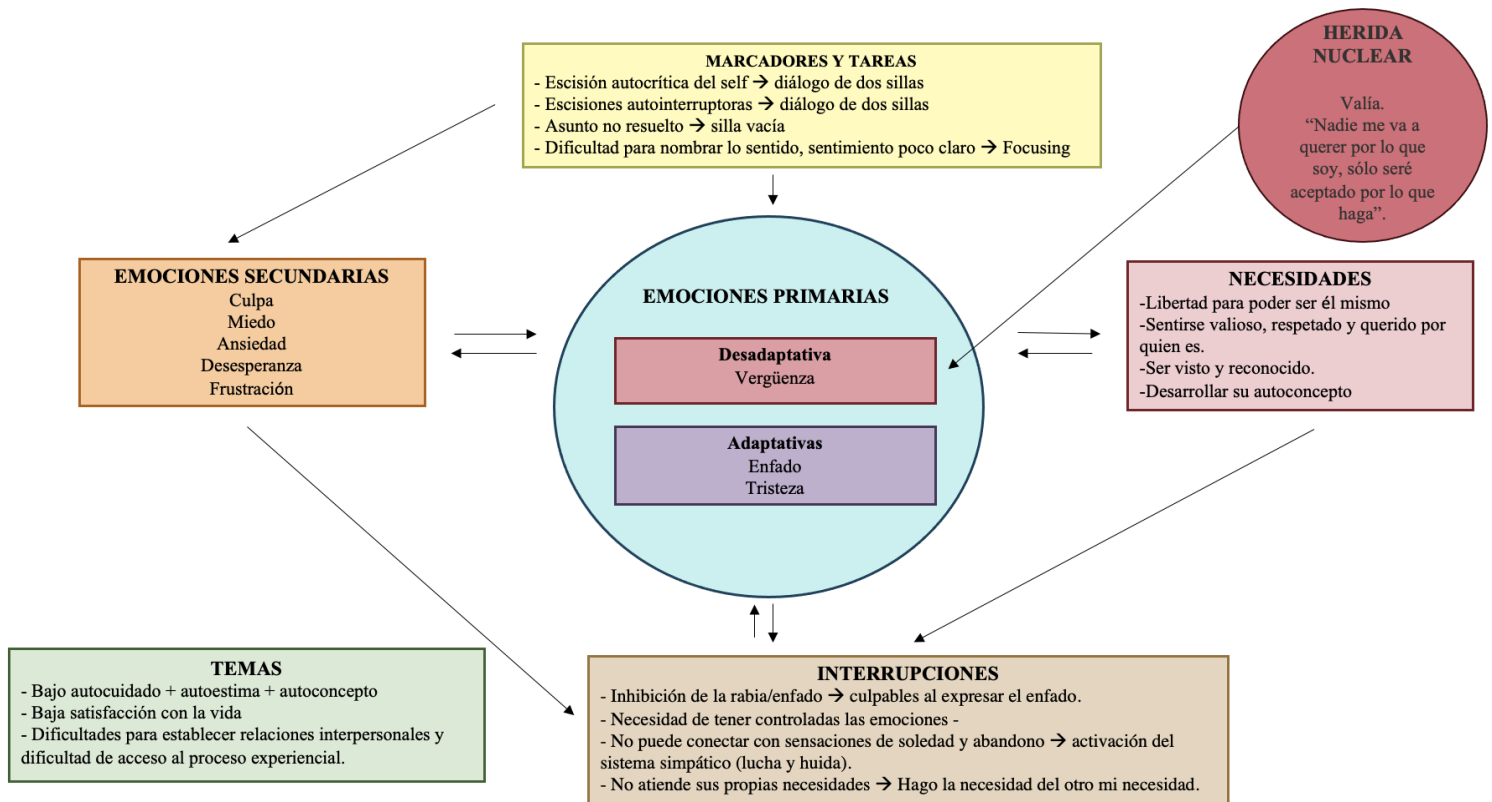 MARCADORES Y TAREAS
- Escisión autocrítica del self → diálogo de dos sillas
- Escisiones autointerruptoras → diálogo de dos sillas
- Asunto no resuelto → silla vacía
- Dificultad para nombrar lo sentido, sentimiento poco claro → Focusing
HERIDA
NUCLEAR
Valía.
“Nadie me va a
querer por lo que
soy, sólo seré
aceptado por lo que
haga”.
EMOCIONES SECUNDARIAS
Culpa
Miedo
Ansiedad
Desesperanza
Frustración
EMOCIONES PRIMARIAS
Desadaptativa
Vergüenza
Adaptativas
Enfado
Tristeza
NECESIDADES
-Libertad para poder ser él mismo
-Sentirse valioso, respetado y querido por
quien es.
-Ser visto y reconocido.
-Desarrollar su autoconcepto
TEMAS
- Bajo autocuidado + autoestima + autoconcepto
- Baja satisfacción con la vida
- Dificultades para establecer relaciones interpersonales y
dificultad de acceso al proceso experiencial.
INTERRUPCIONES
- Inhibición de la rabia/enfado → culpables al expresar el enfado.
- Necesidad de tener controladas las emociones -
- No puede conectar con sensaciones de soledad y abandono → activación del
sistema simpático (lucha y huida).
- No atiende sus propias necesidades → Hago la necesidad del otro mi necesidad.